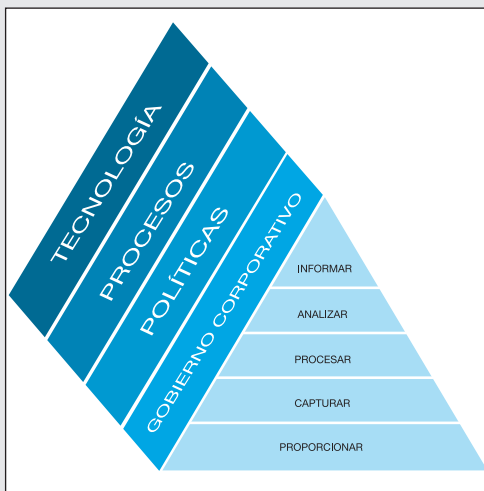 TECNOLOGÍA
PROCESOS
POLÍTICAS
GOBIERNO CORPORATIVO
INFORMAR
ANALIZAR
PROCESAR
CAPTURAR
PROPORCIONAR